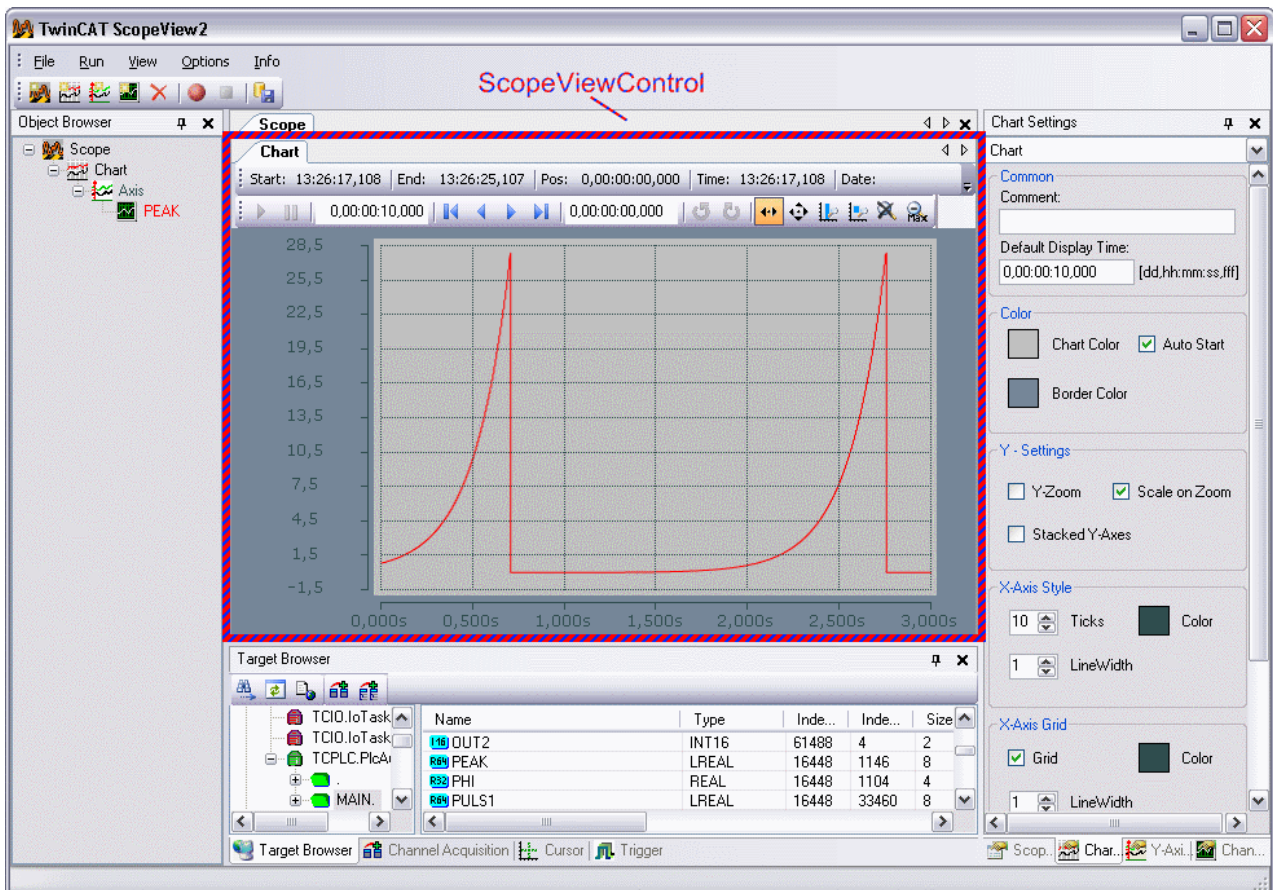 TwinCAT ScopeView2
File Run View Options Info
ScopeViewControl
Object Browser
Scope
Chart
Axis
PEAK
Scope
Chart
Start: 13:26:17,108 End: 13:26:25,107 Pos: 0,00:00:00,000 Time: 13:26:17,108 Date:
0,00:00:10,000 0,00:00:00,000 Max
28,5
25,5
22,5
19,5
16,5
13,5
10,5
7,5
4,5
1,5
-1,5
0,000s 0,500s 1,000s 1,500s 2,000s 2,500s 3,000s
Target Browser
TCIO.IoTask
TCIO.IoTask
TCPLC.PlcAu
.
MAIN.
Name Type Inde... Inde... Size
I16 OUT2 INT16 61488 4 2
R64 PEAK LREAL 16448 1146 8
R32 PHI REAL 16448 1104 4
R64 PULS1 LREAL 16448 33460 8
Target Browser Channel Acquisition Cursor Trigger
Chart Settings
Chart
Common
Comment:
Default Display Time:
0,00:00:10,000 [dd,hh:mm:ss,fff]
Color
Chart Color Auto Start
Border Color
Y - Settings
Y-Zoom Scale on Zoom
Stacked Y-Axes
X-Axis Style
10 Ticks Color
1 LineWidth
X-Axis Grid
Grid Color
1 LineWidth
Scop.. Char.. Y-Axi.. Chan...